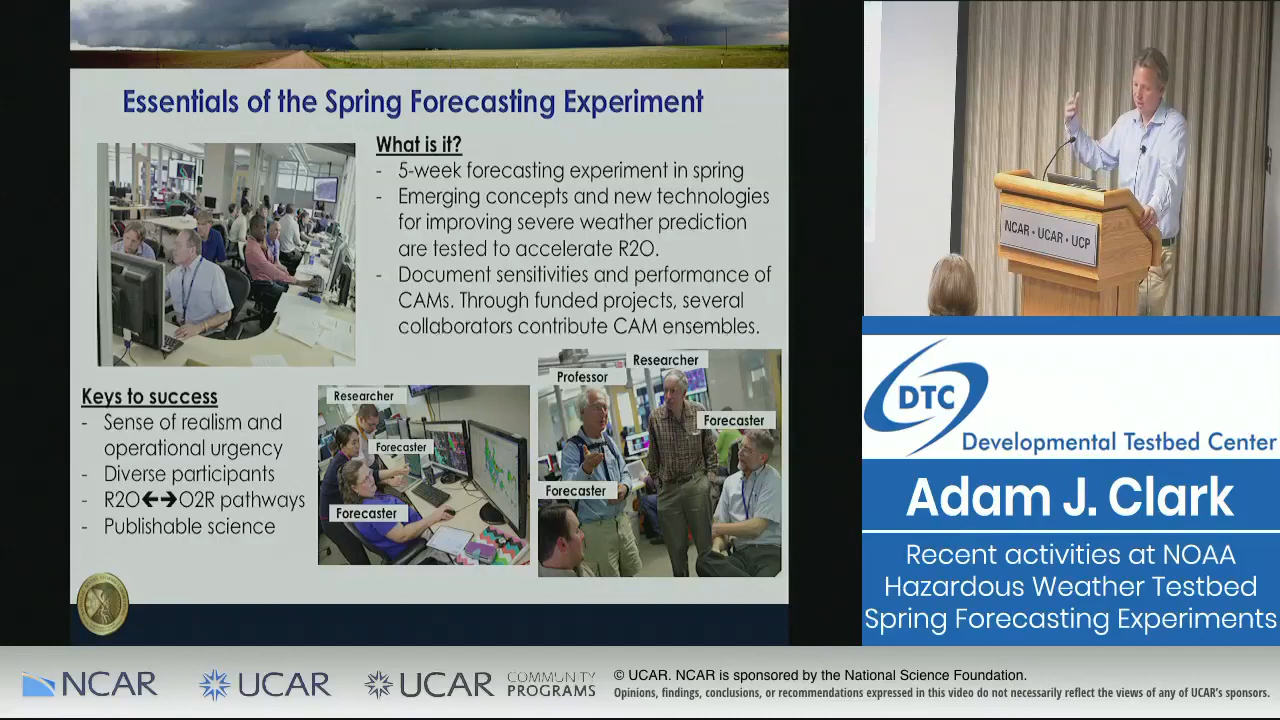 Essentials of the Spring Forecasting Experiment
What is it?
- 5-week forecasting experiment in spring
- Emerging concepts and new technologies
for improving severe weather prediction
are tested to accelerate R2O.
- Document sensitivities and performance of
CAMs. Through funded projects, several
collaborators contribute CAM ensembles.
Keys to success
- Sense of realism and
operational urgency
- Diverse participants
- R2O←→O2R pathways
- Publishable science
Researcher
Forecaster
Forecaster
Researcher
Professor
Forecaster
Forecaster
NCAR • UCAR • UCP
DTC
Developmental Testbed Center
Adam J. Clark
Recent activities at NOAA
Hazardous Weather Testbed
Spring Forecasting Experiments
NCAR
UCAR
UCAR
COMMUNITY
PROGRAMS
© UCAR. NCAR is sponsored by the National Science Foundation.
Opinions, findings, conclusions, or recommendations expressed in this video do not necessarily reflect the views of any of UCAR's sponsors.